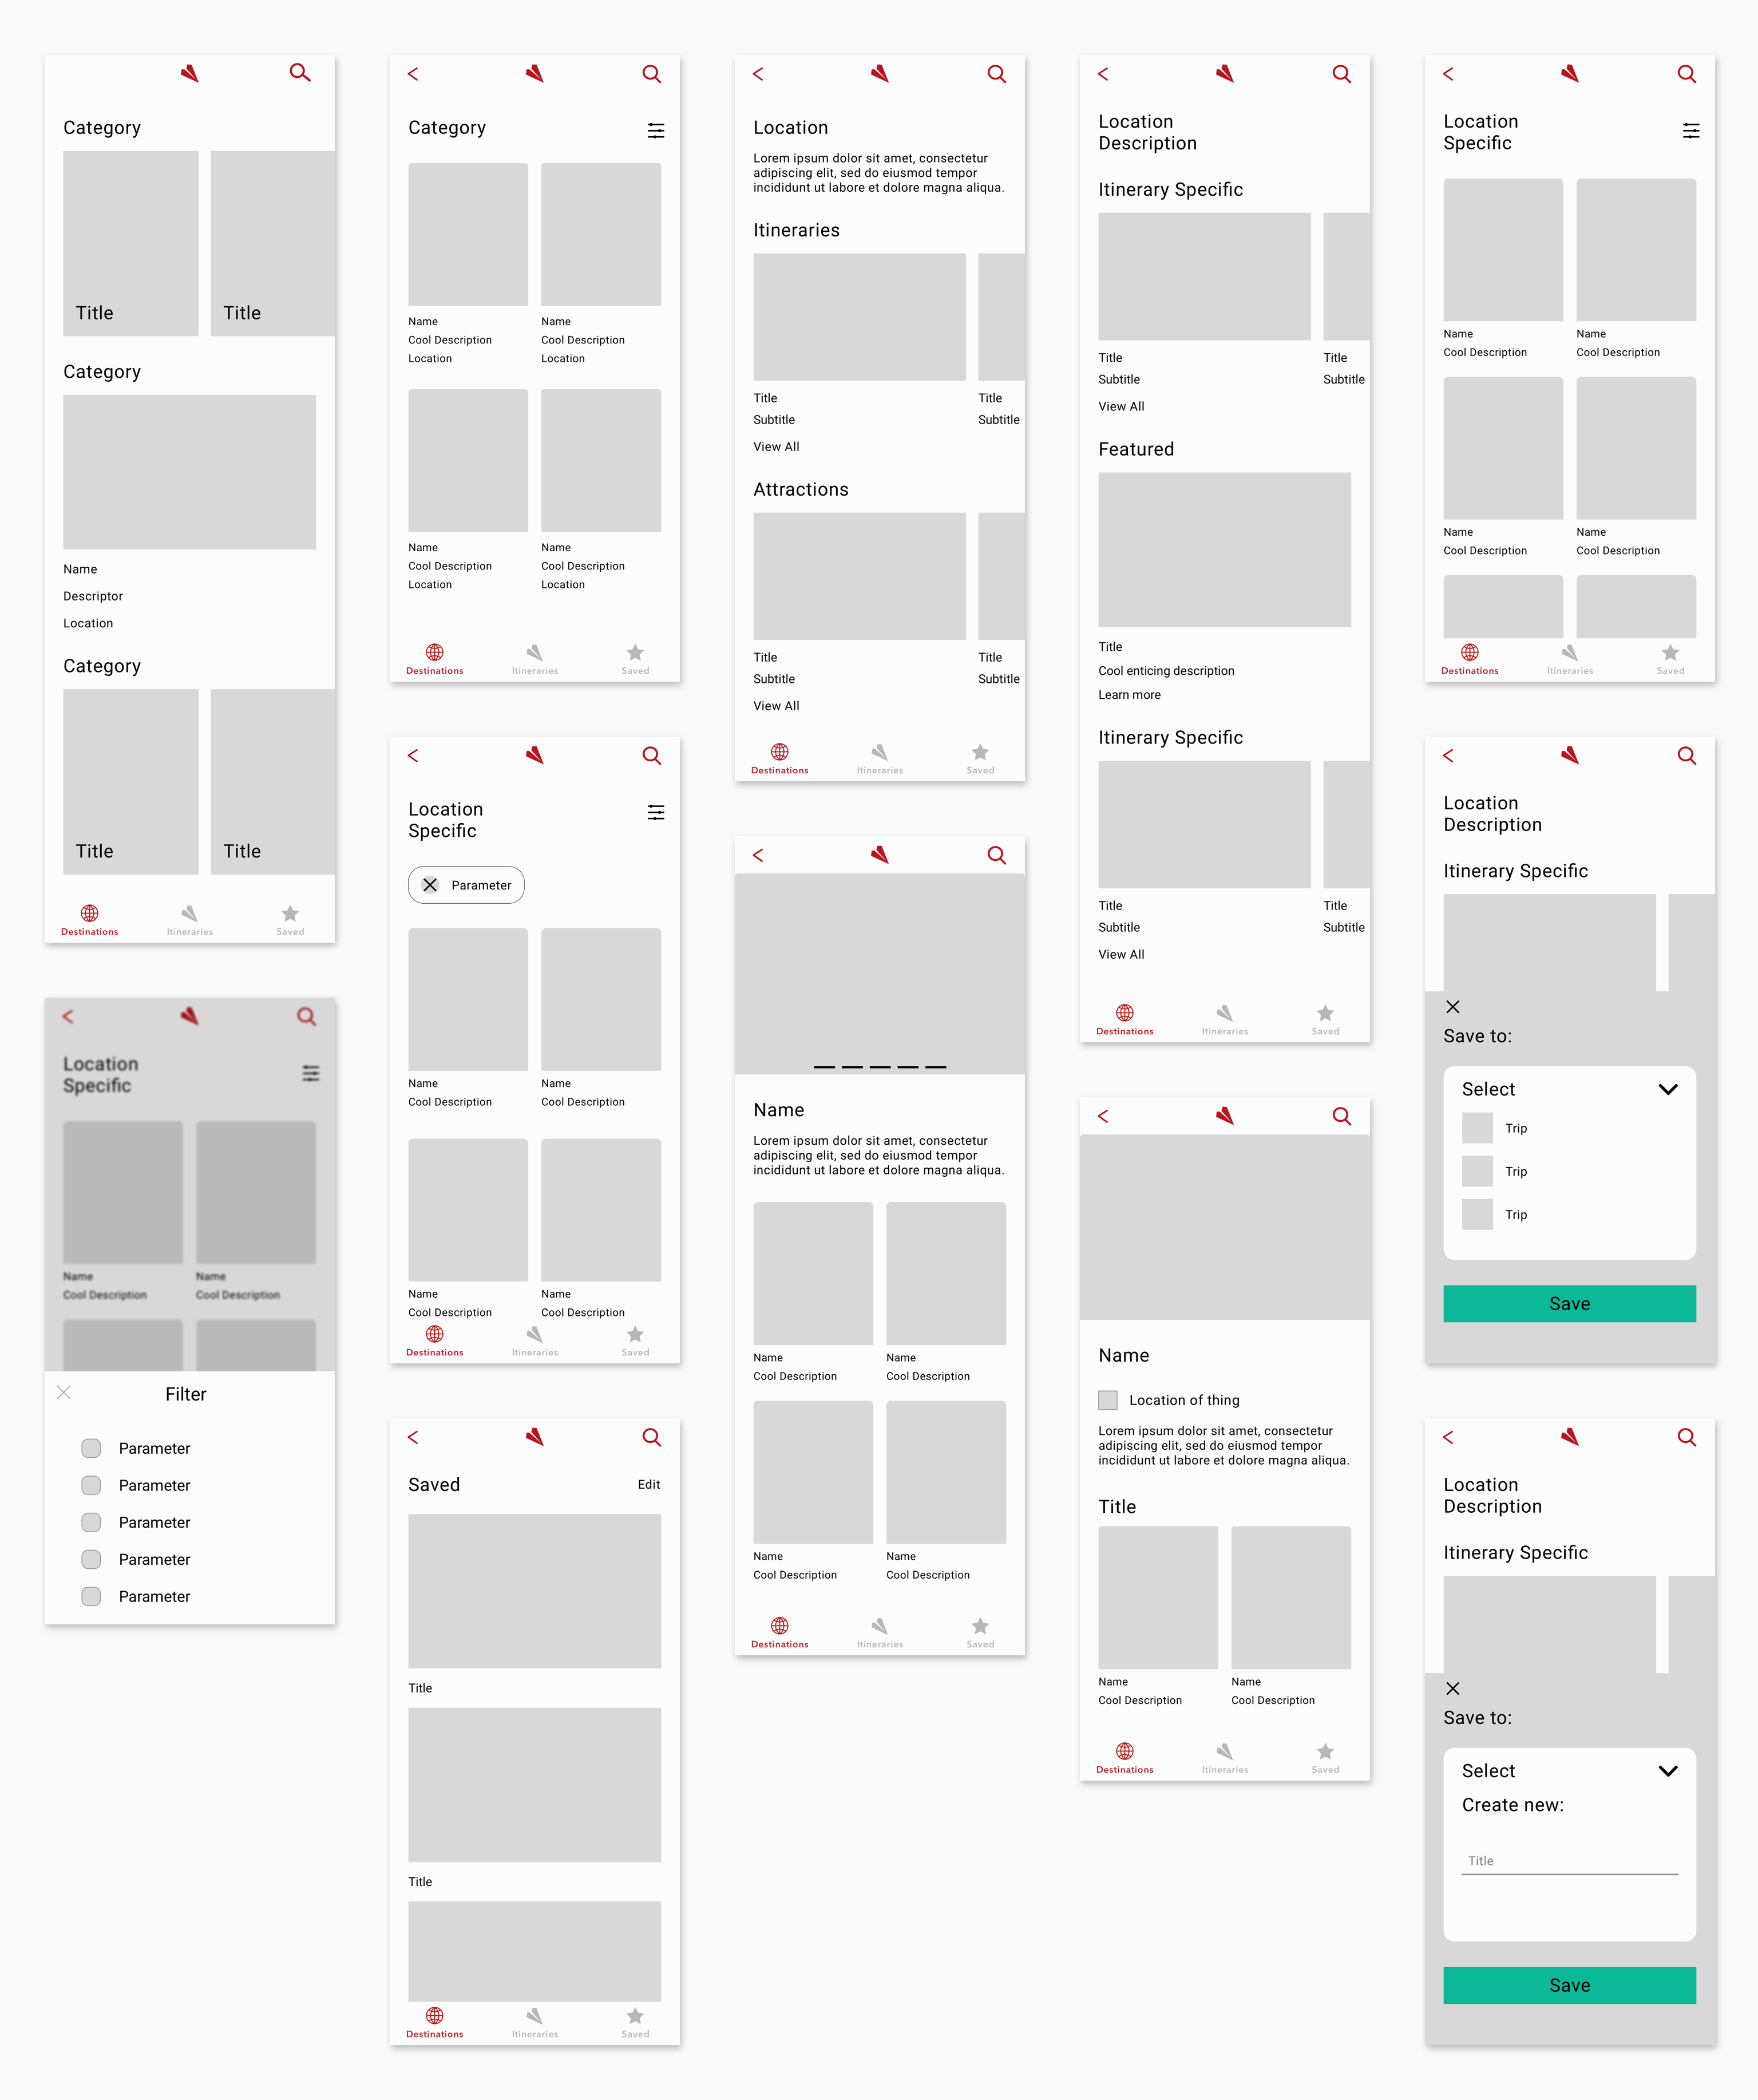 Category
Title
Title
Category
Name
Descriptor
Location
Category
Title
Title
Destinations
Itineraries
Saved
Location
Specific
Name
Name
Cool Description
Cool Description
Filter
Parameter
Parameter
Parameter
Parameter
Parameter
Category
Name
Name
Cool Description
Cool Description
Location
Location
Name
Name
Cool Description
Cool Description
Location
Location
Destinations
Itineraries
Saved
Location
Specific
Parameter
Name
Name
Cool Description
Cool Description
Name
Name
Cool Description
Cool Description
Destinations
Itineraries
Saved
Saved
Edit
Title
Title
Destinations
Itineraries
Saved
Location
Lorem ipsum dolor sit amet, consectetur
adipiscing elit, sed do eiusmod tempor
incididunt ut labore et dolore magna aliqua.
Itineraries
Title
Title
Subtitle
Subtitle
View All
Attractions
Title
Title
Subtitle
Subtitle
View All
Destinations
Itineraries
Saved
Name
Lorem ipsum dolor sit amet, consectetur
adipiscing elit, sed do eiusmod tempor
incididunt ut labore et dolore magna aliqua.
Name
Name
Cool Description
Cool Description
Name
Name
Cool Description
Cool Description
Destinations
Itineraries
Saved
Location
Description
Itinerary Specific
Title
Title
Subtitle
Subtitle
View All
Featured
Title
Cool enticing description
Learn more
Itinerary Specific
Title
Title
Subtitle
Subtitle
View All
Destinations
Itineraries
Saved
Name
Location of thing
Lorem ipsum dolor sit amet, consectetur
adipiscing elit, sed do eiusmod tempor
incididunt ut labore et dolore magna aliqua.
Title
Name
Name
Cool Description
Cool Description
Destinations
Itineraries
Saved
Location
Specific
Name
Name
Cool Description
Cool Description
Name
Name
Cool Description
Cool Description
Destinations
Itineraries
Saved
Location
Description
Itinerary Specific
Save to:
Select
Trip
Trip
Trip
Save
Location
Description
Itinerary Specific
Save to:
Select
Create new:
Title
Save